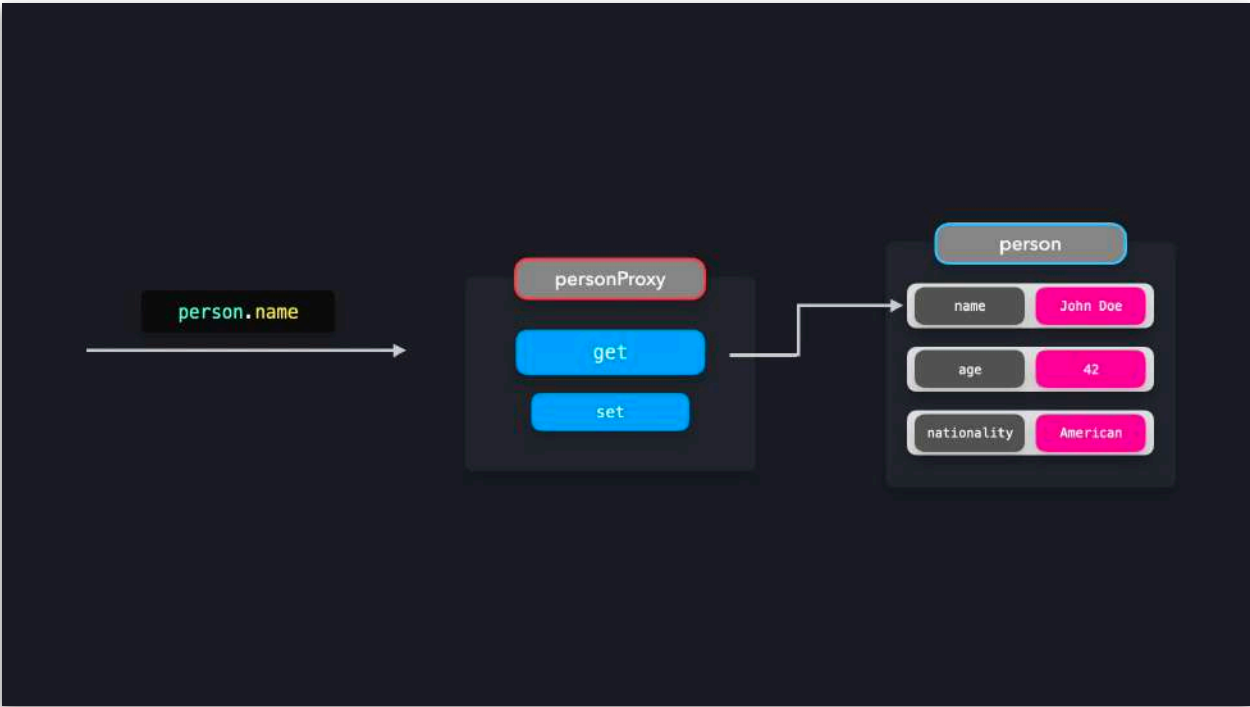 person.name
personProxy
get
set
person
name John Doe
age 42
nationality American